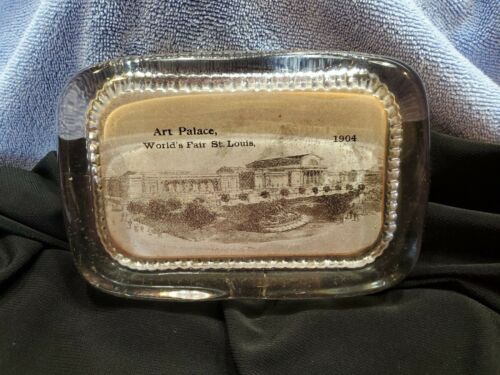 Art Palace,
World's Fair St. Louis, 1904